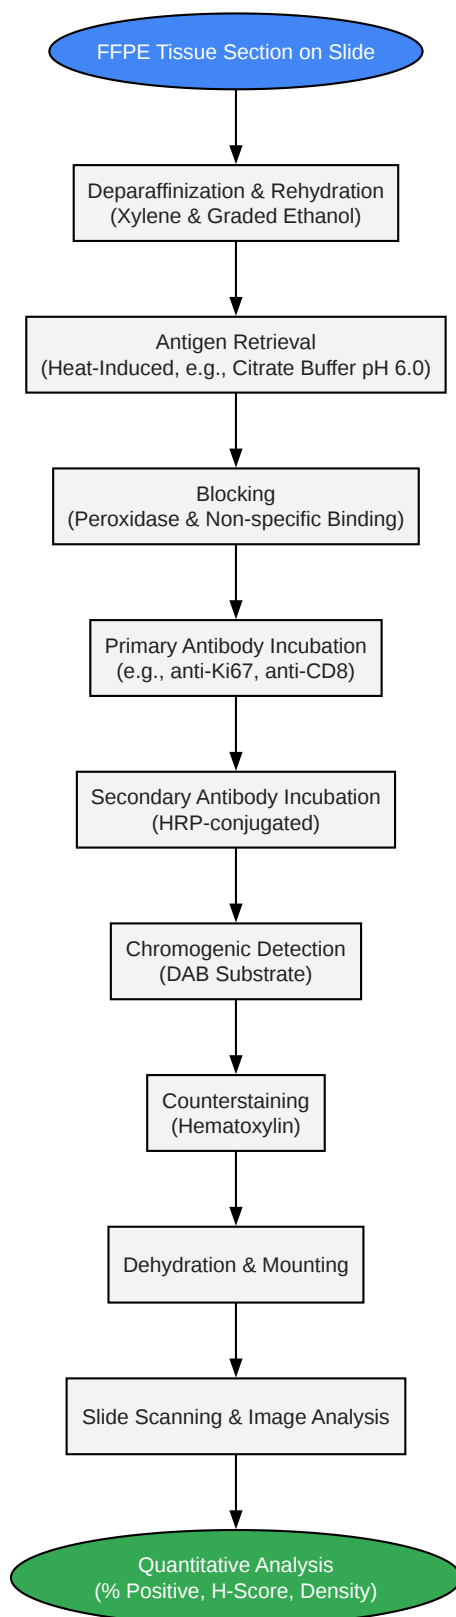 FFPE Tissue Section on Slide
Deparaffinization & Rehydration
(Xylene & Graded Ethanol)
Antigen Retrieval
(Heat-Induced, e.g., Citrate Buffer pH 6.0)
Blocking
(Peroxidase & Non-specific Binding)
Primary Antibody Incubation
(e.g., anti-Ki67, anti-CD8)
Secondary Antibody Incubation
(HRP-conjugated)
Chromogenic Detection
(DAB Substrate)
Counterstaining
(Hematoxylin)
Dehydration & Mounting
Slide Scanning & Image Analysis
Quantitative Analysis
(% Positive, H-Score, Density)